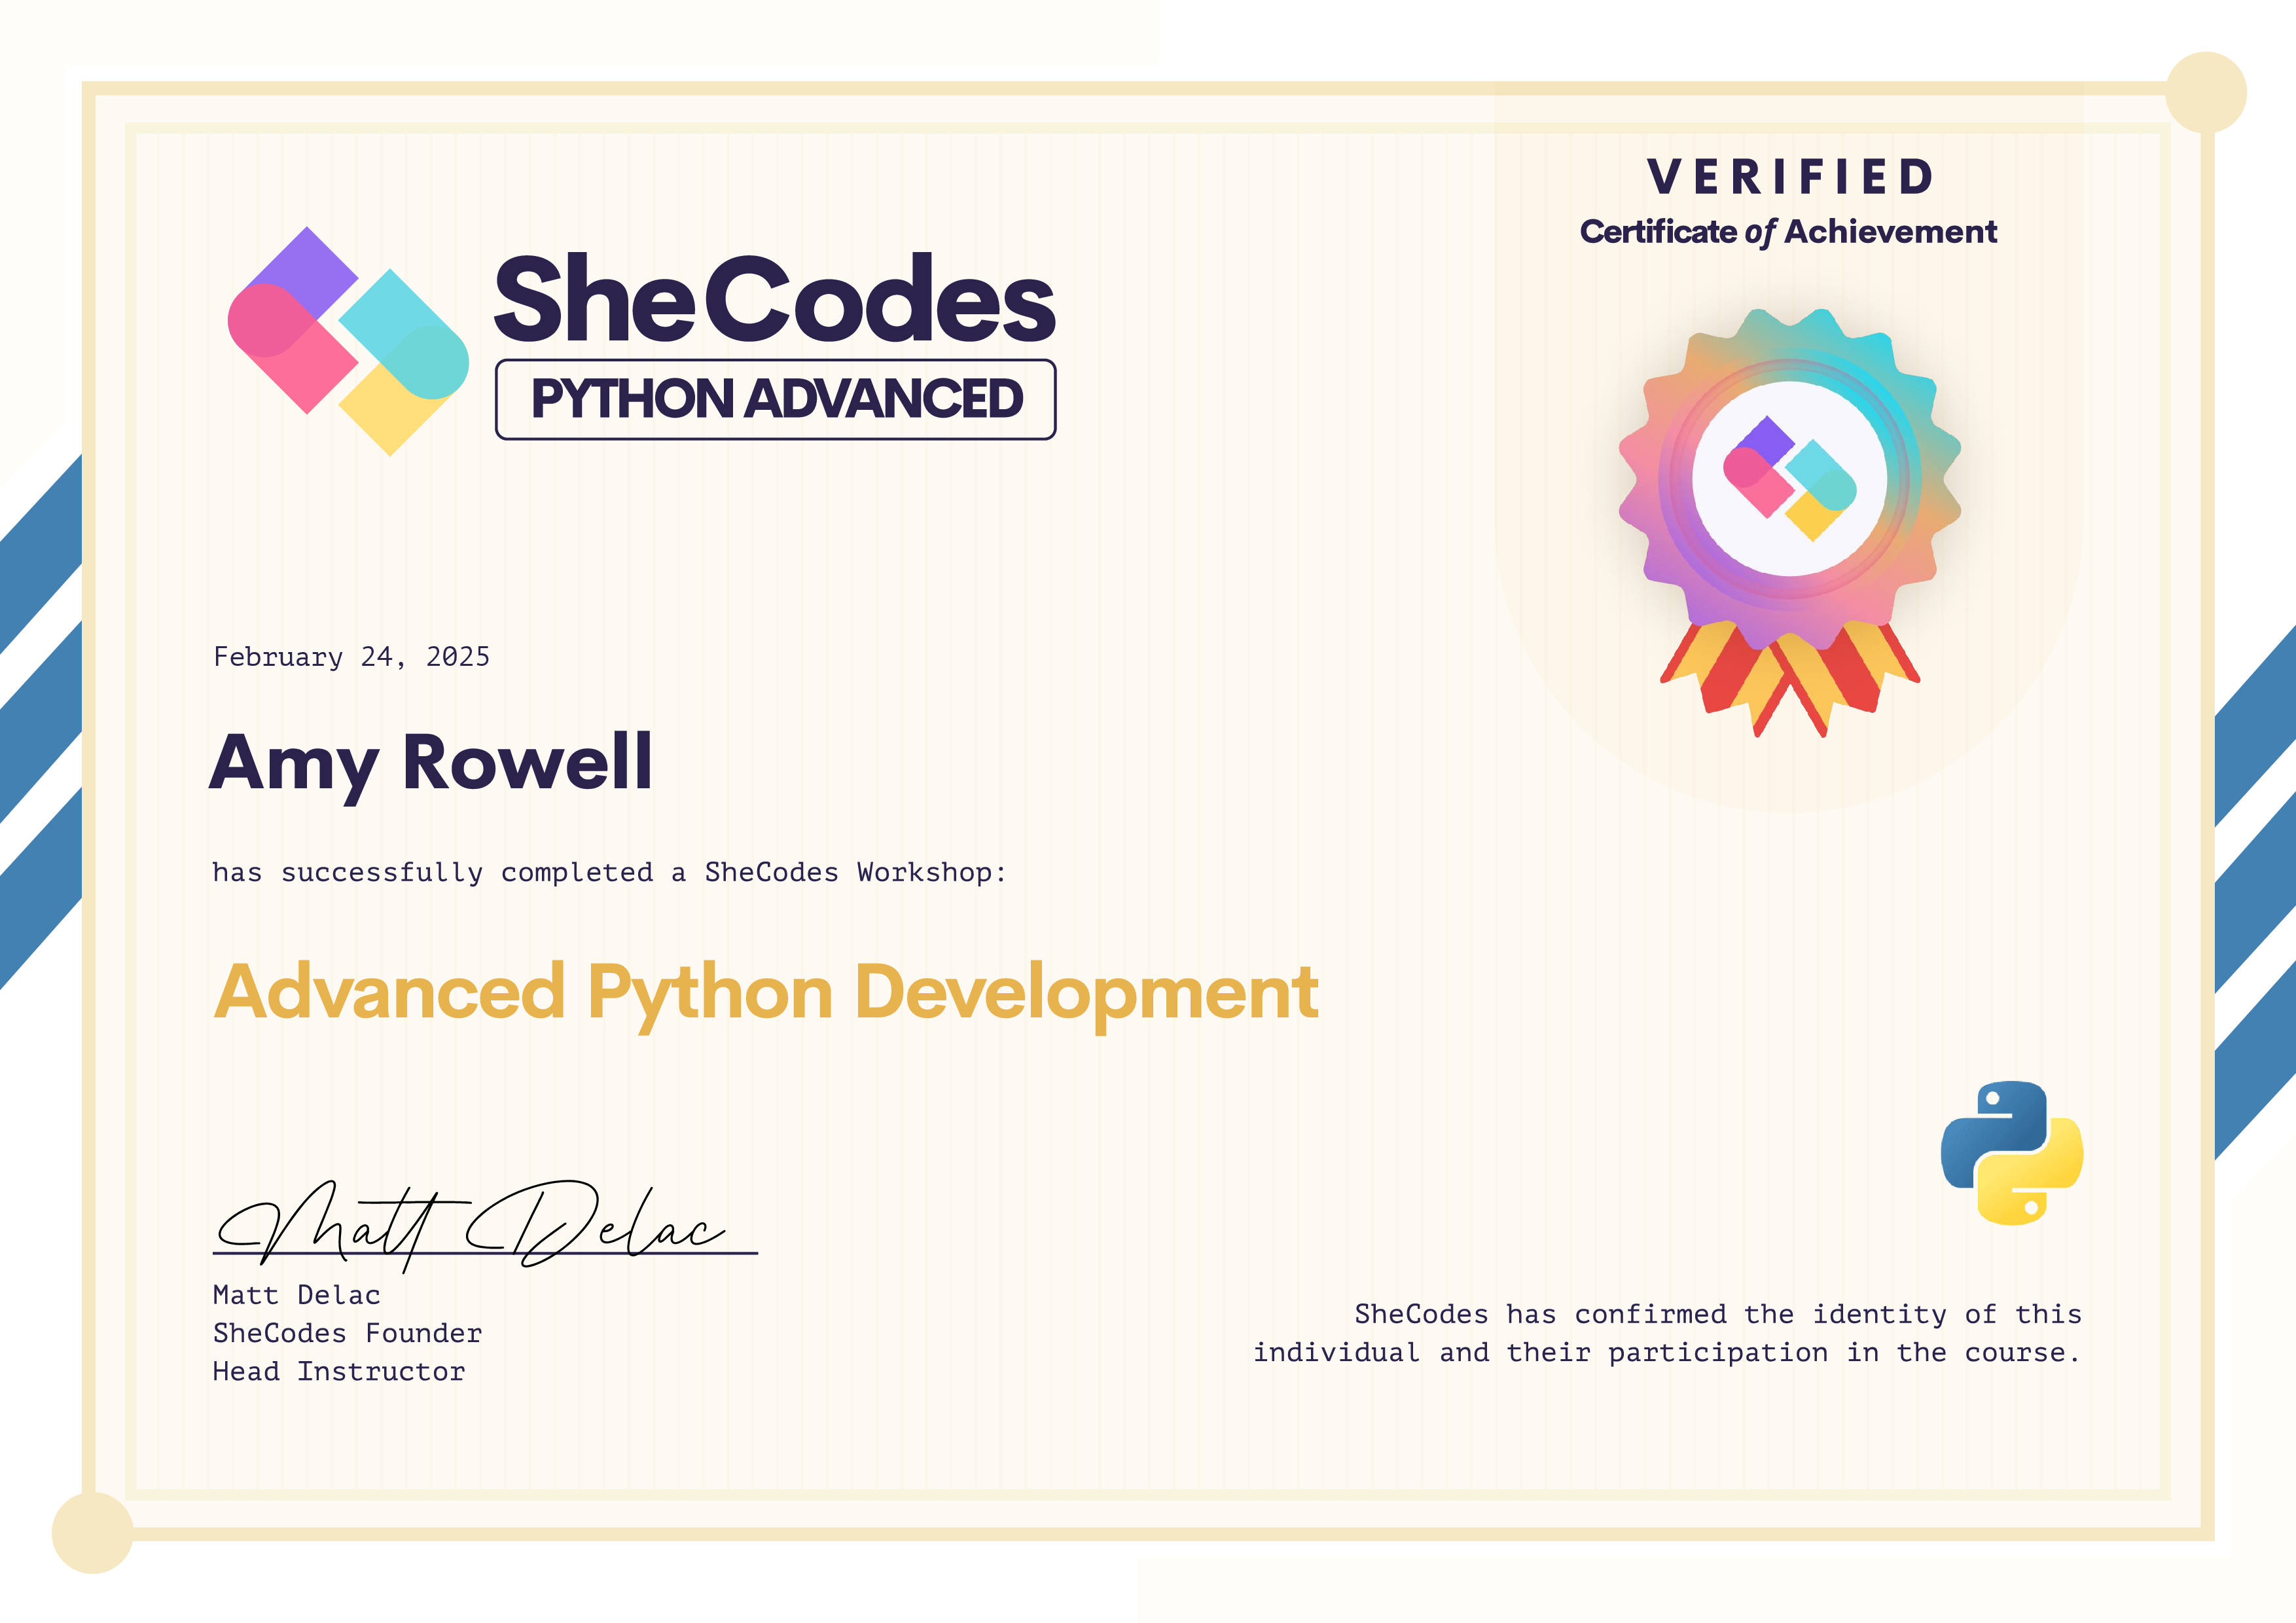 VERIFIED
Certificate of Achievement
SheCodes
PYTHON ADVANCED
February 24, 2025
Amy Rowell
has successfully completed a SheCodes Workshop:
Advanced Python Development
Matt Delac
Matt Delac
SheCodes Founder
Head Instructor
SheCodes has confirmed the identity of this
individual and their participation in the course.